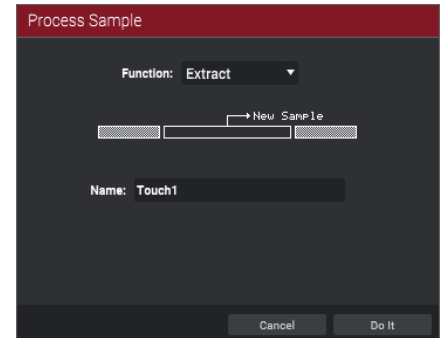 Process Sample
Function: Extract
New Sample
Name: Touch1
Cancel Do It